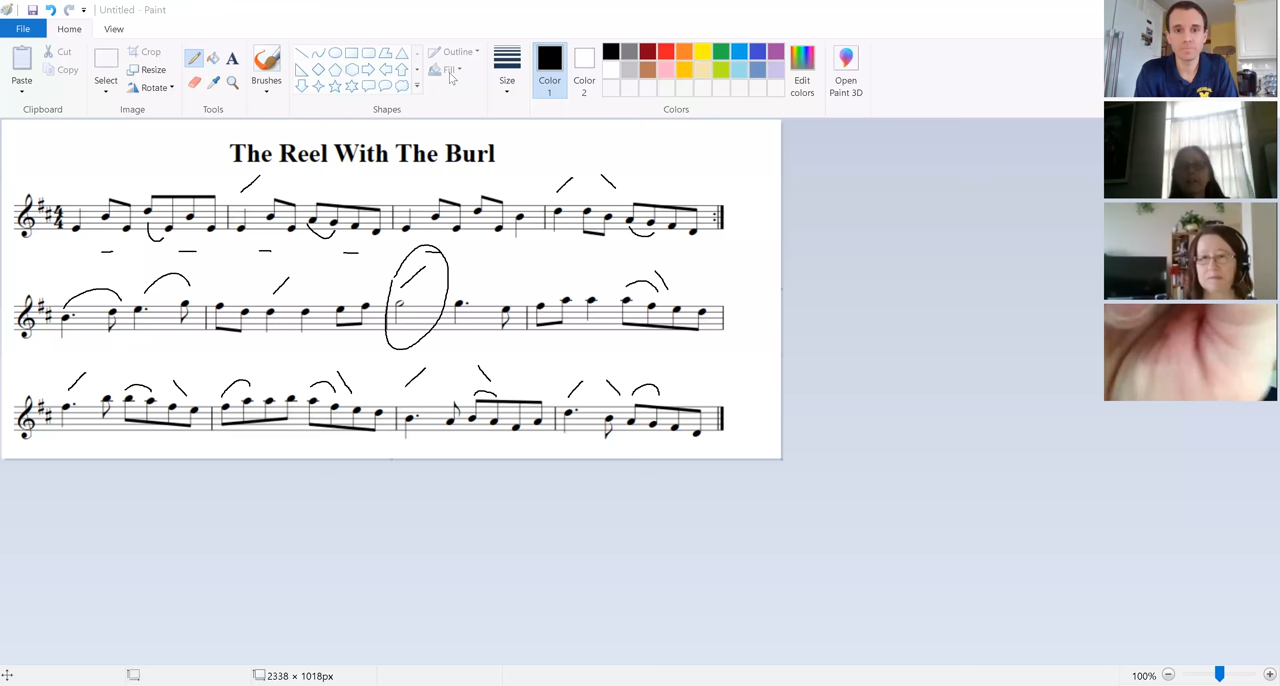 Untitled - Paint
File Home View
Paste
Cut
Copy
Clipboard
Select
Crop
Resize
Rotate
Image
Tools
Brushes
Shapes
Outline
Fill
Size
Color 1
Color 2
Colors
Edit colors
Open Paint 3D
The Reel With The Burl
4
4
2338 × 1018px
100%